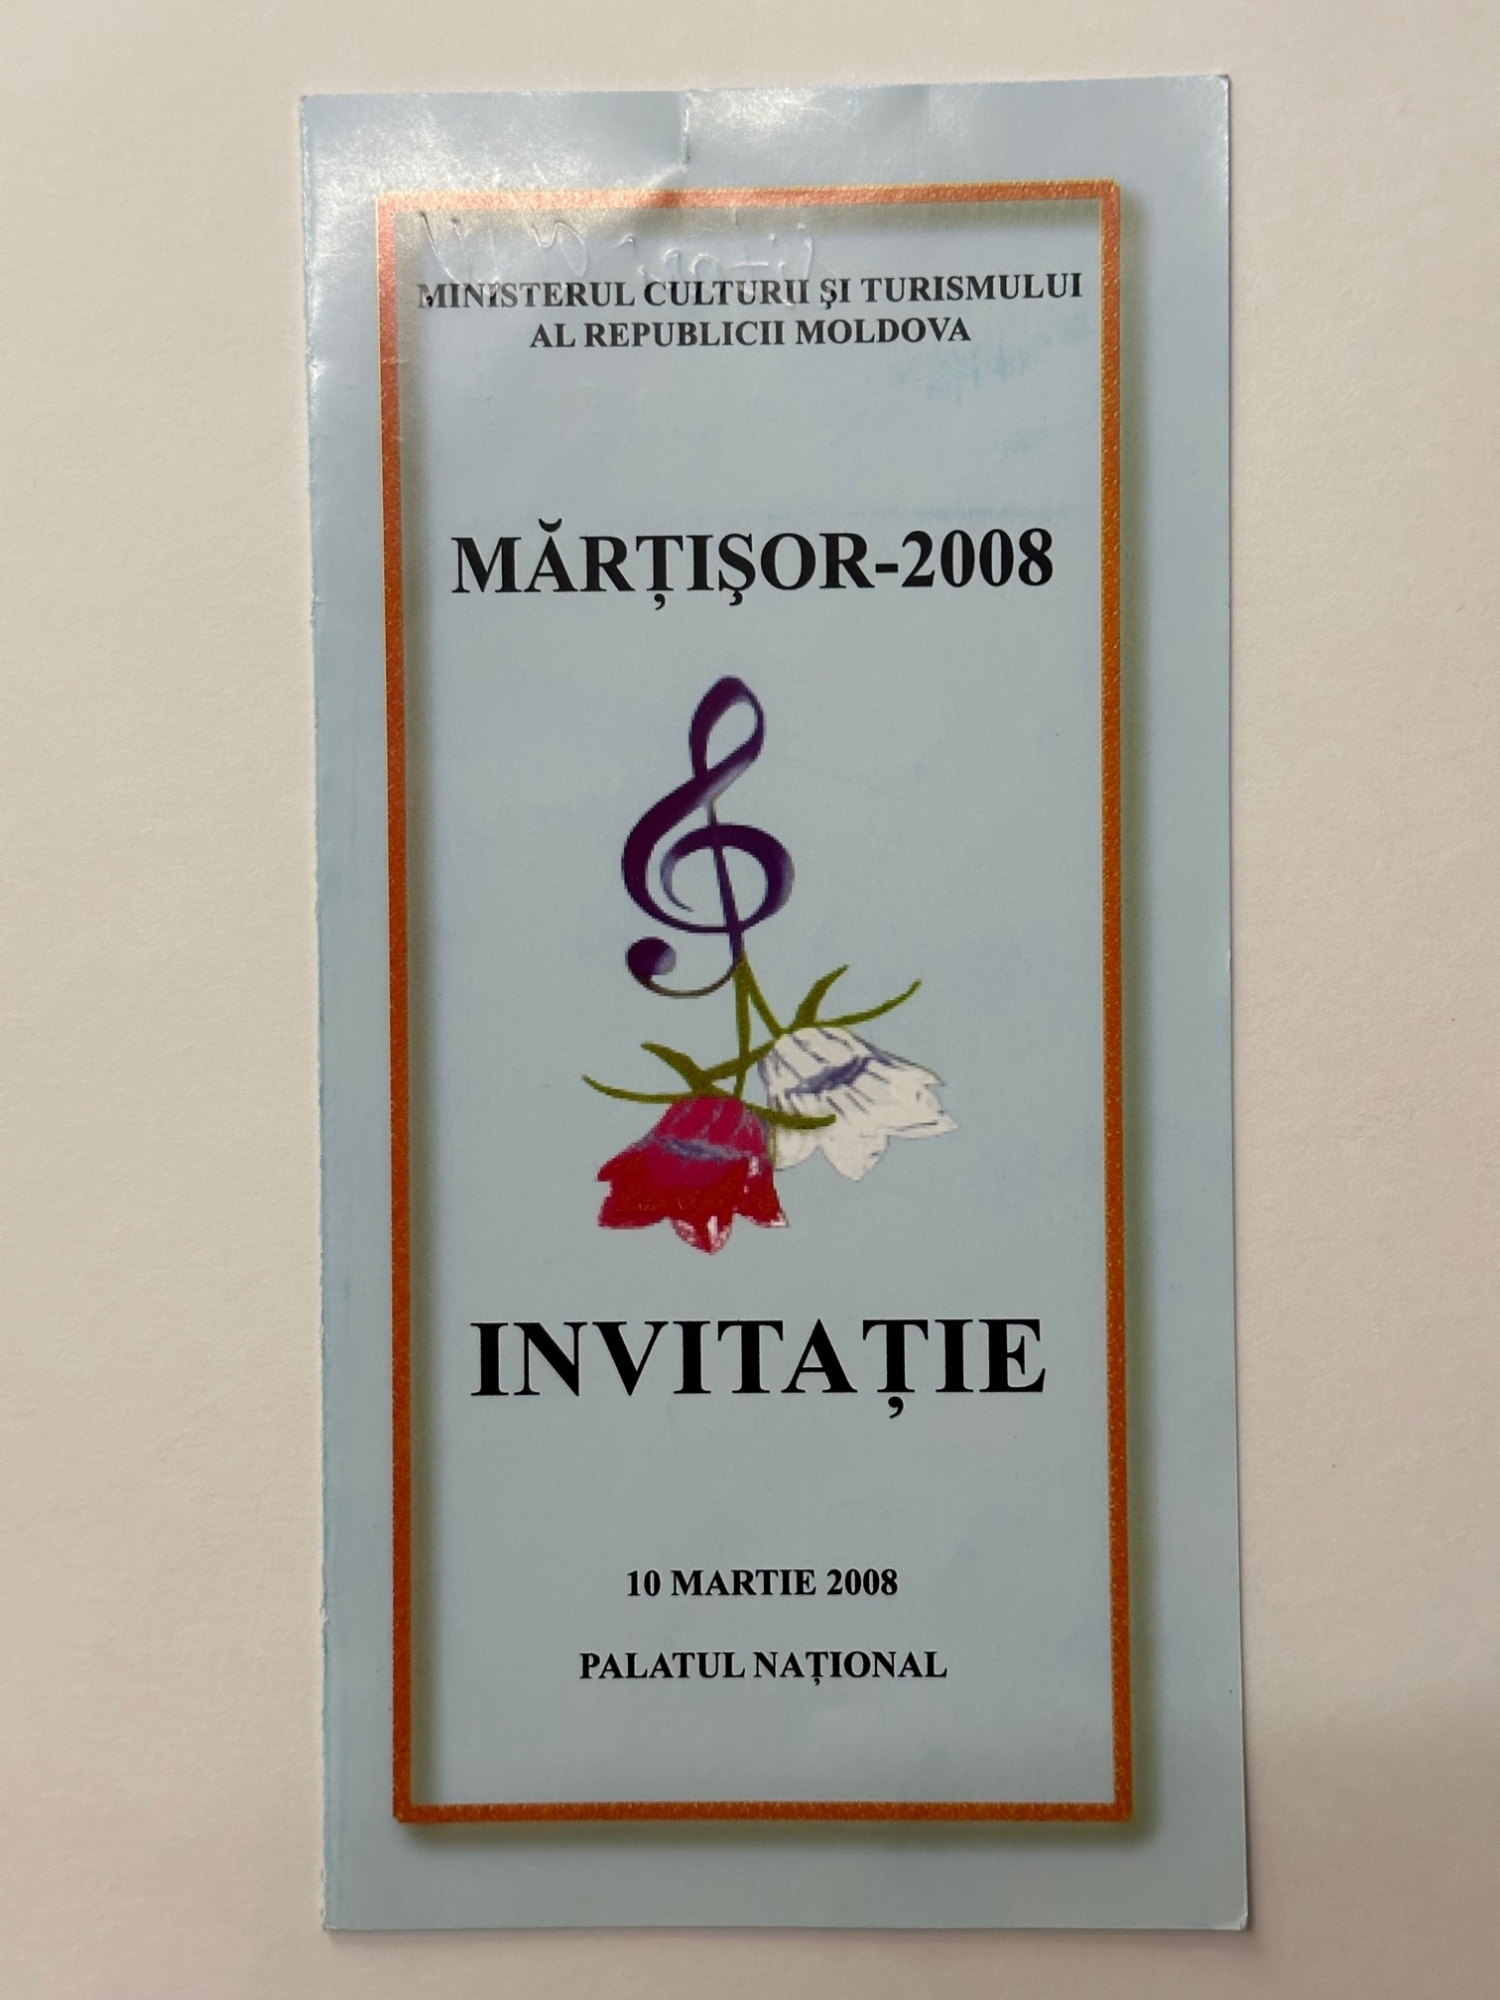 MINISTERUL CULTURII ŞI TURISMULUI
AL REPUBLICII MOLDOVA
MĂRȚIŞOR-2008
INVITAȚIE
10 MARTIE 2008
PALATUL NAȚIONAL